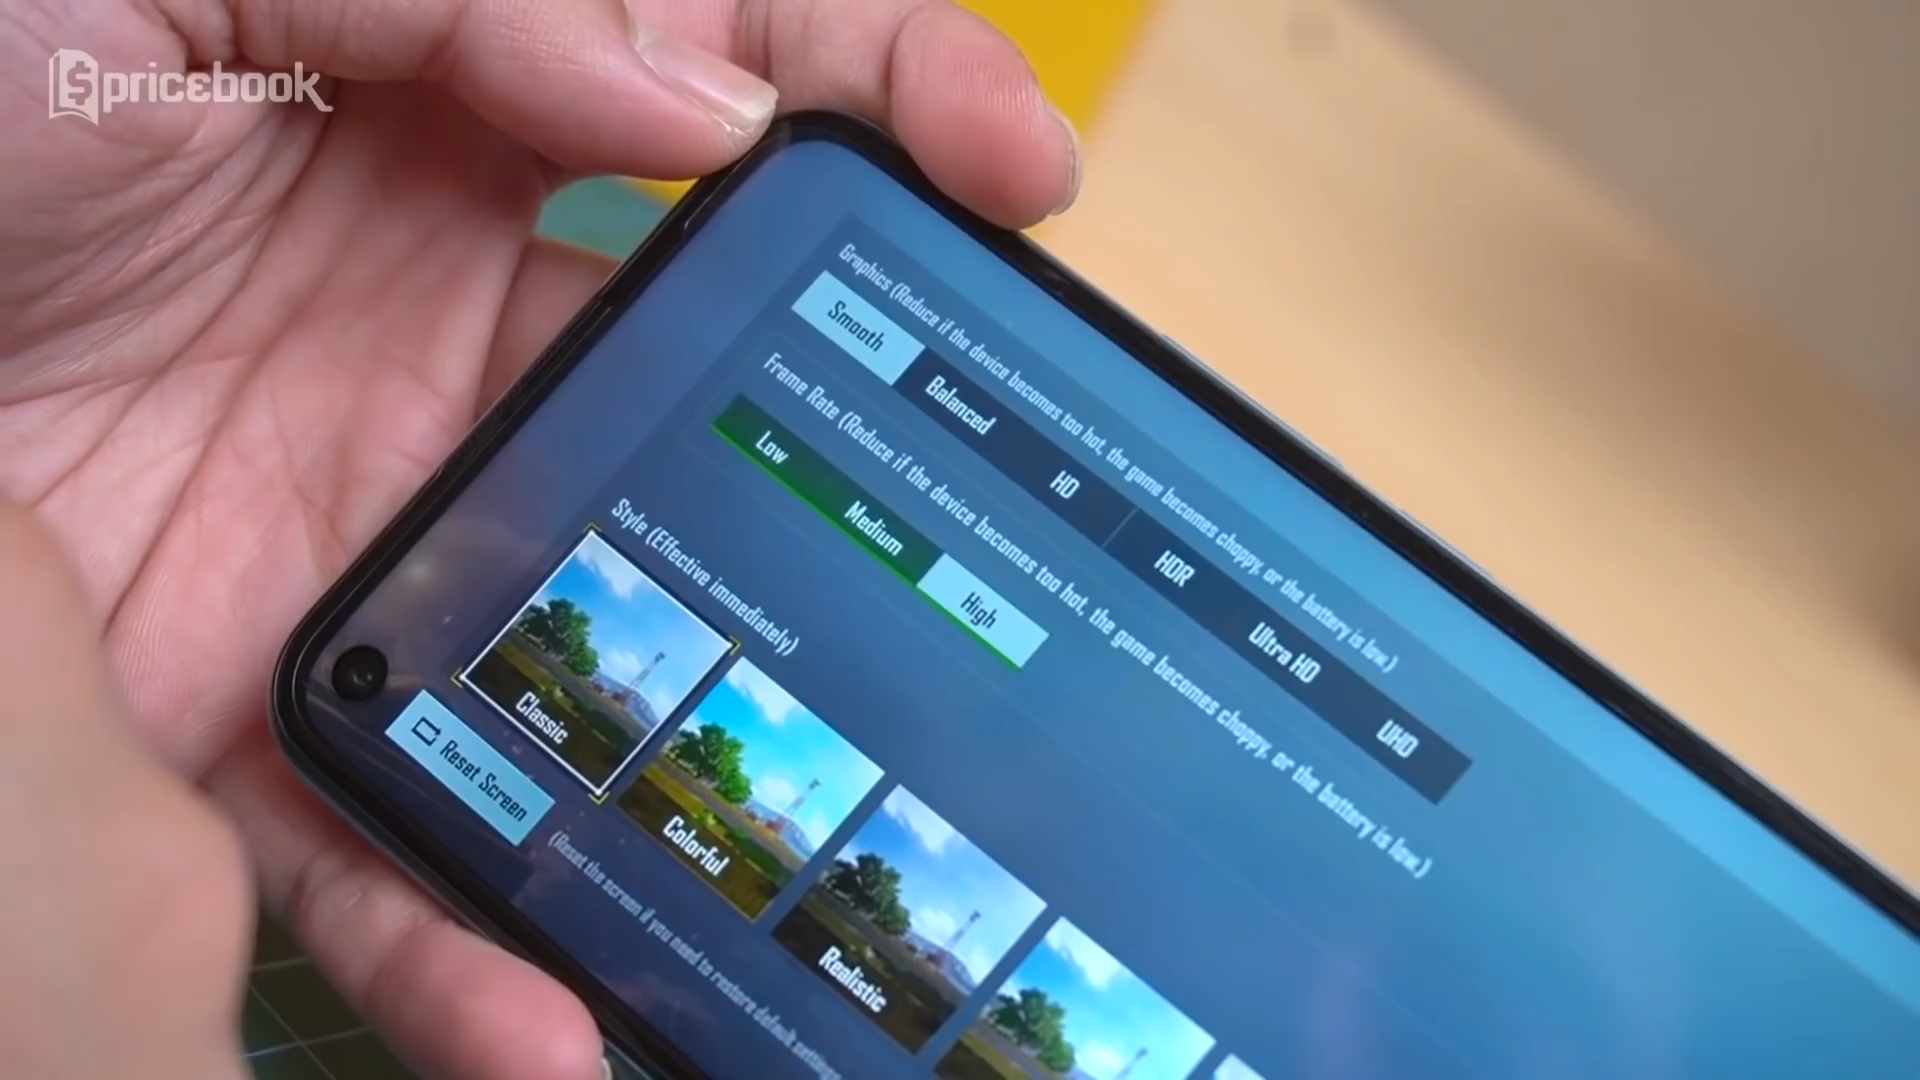 pricebook
Graphics (Reduce if the device becomes too hot, the game becomes choppy, or the battery is low.)
Smooth
Balanced
HD
HDR
Ultra HD
UHD
Frame Rate (Reduce if the device becomes too hot, the game becomes choppy, or the battery is low.)
Low
Medium
High
Style (Effective immediately)
Classic
Colorful
Realistic
Reset Screen
(Reset the screen if you need to restore default settings